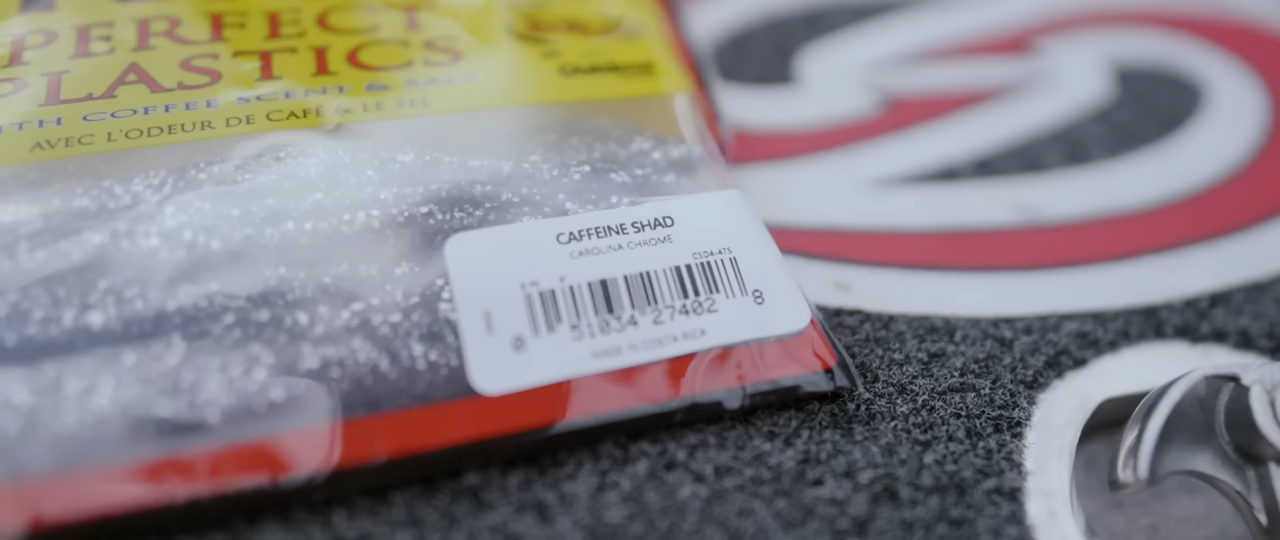 PERFECT
PLASTICS
WITH COFFEE SCENT & SALT
AVEC L'ODEUR DE CAFÉ & LE SEL
CAFFEINE SHAD
CAROLINA CHROME
CSD4-475
0 51034 27402 8
MADE IN COSTA RICA